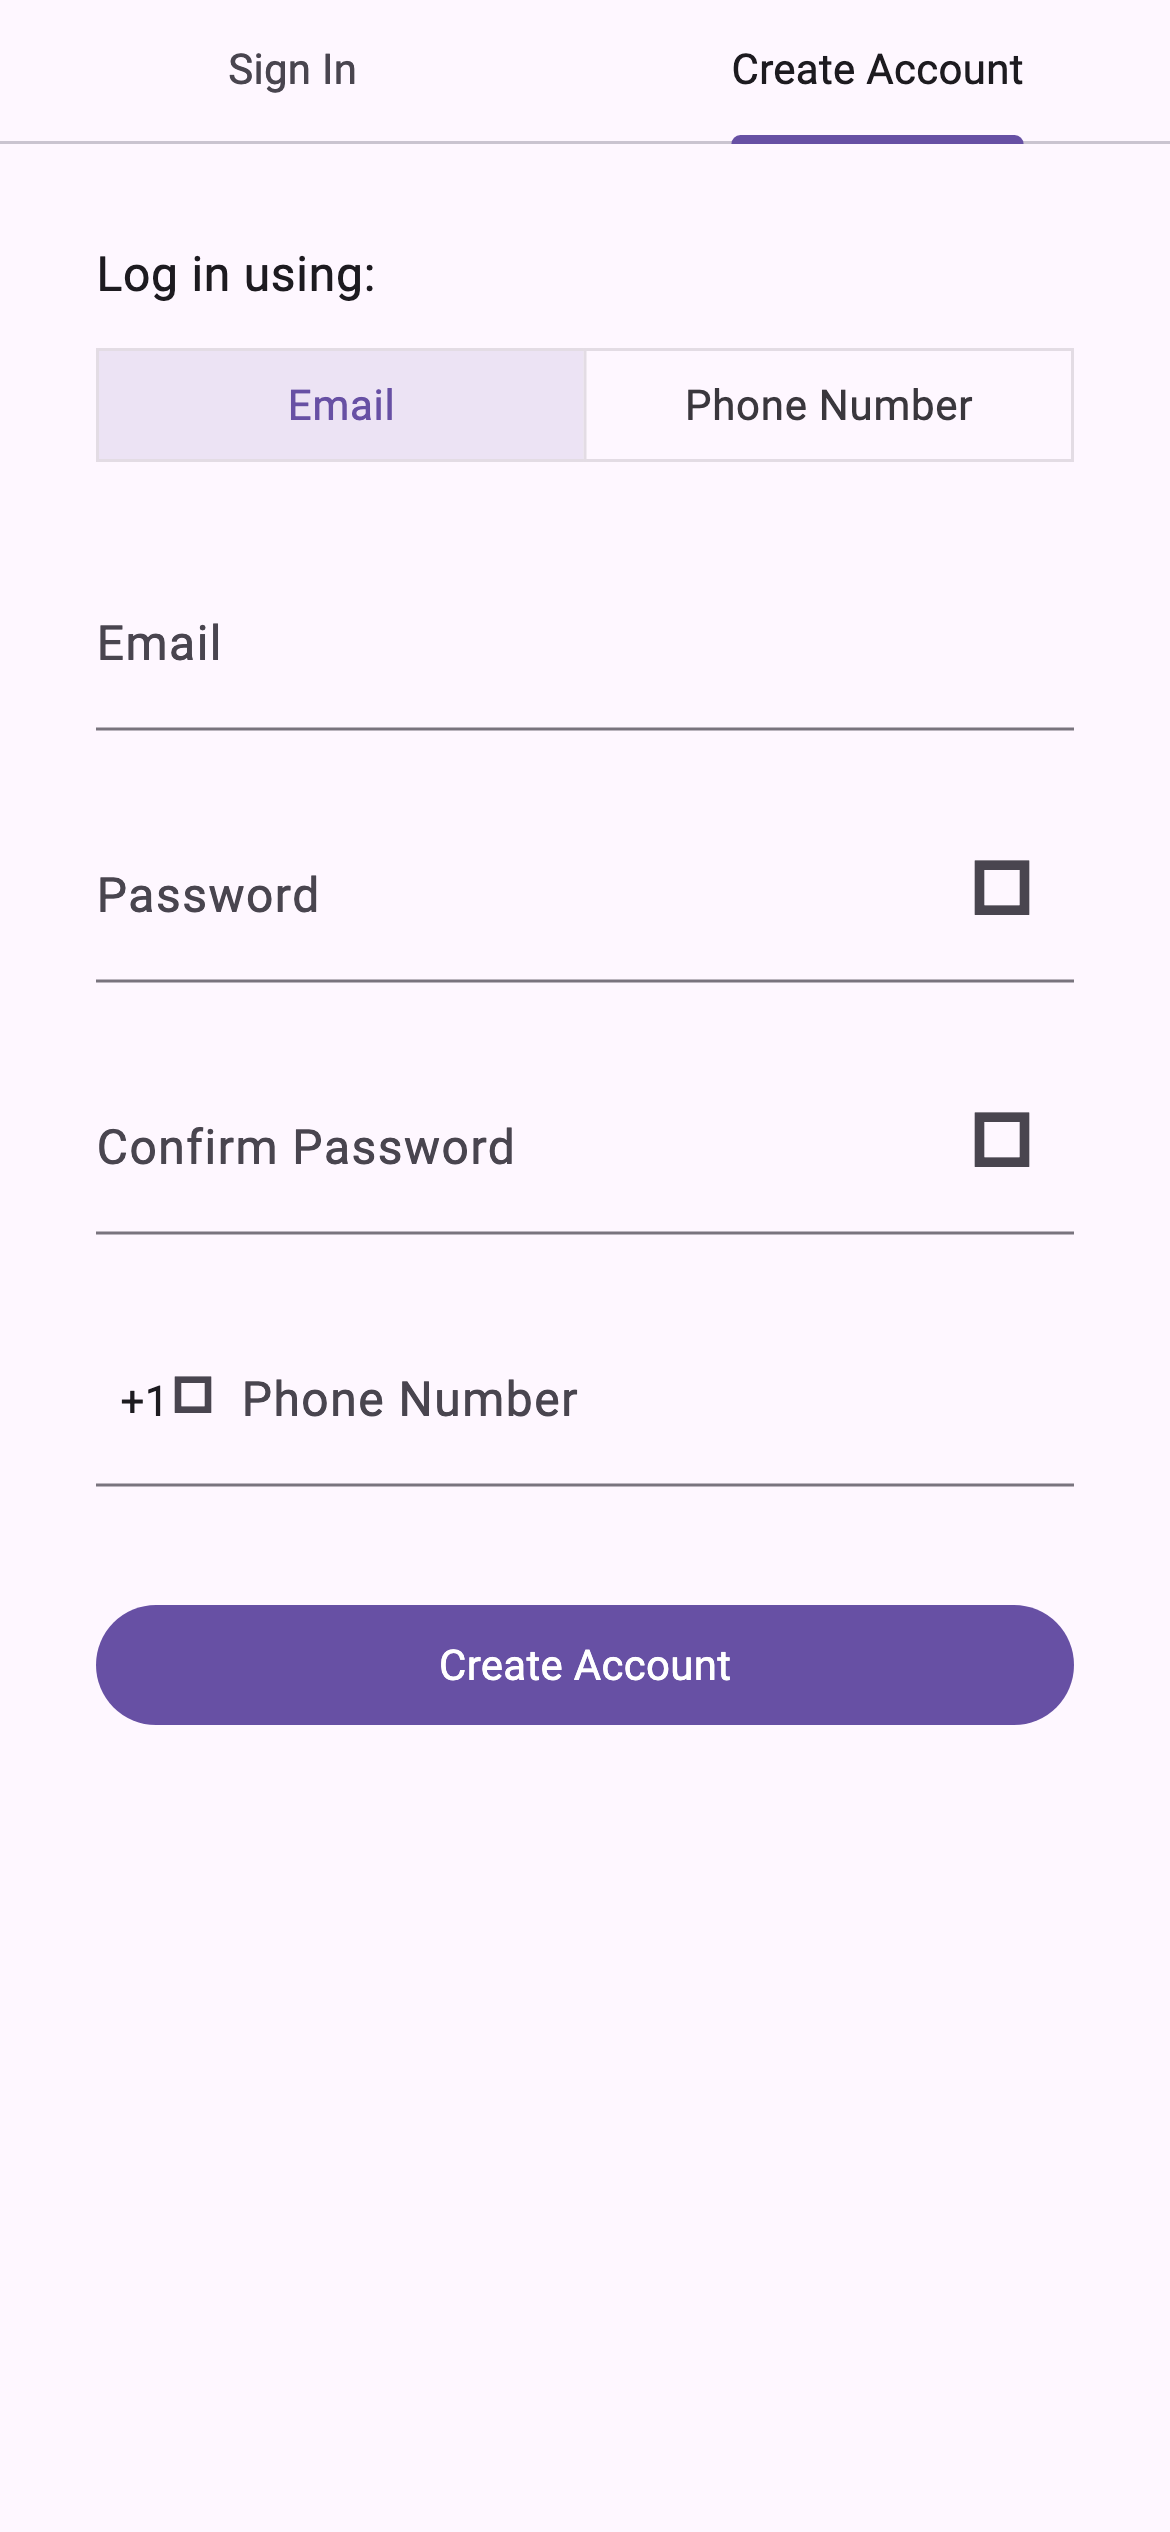 Sign In
Create Account
Log in using:
Email
Phone Number
Email
Password
Confirm Password
+1
Phone Number
Create Account